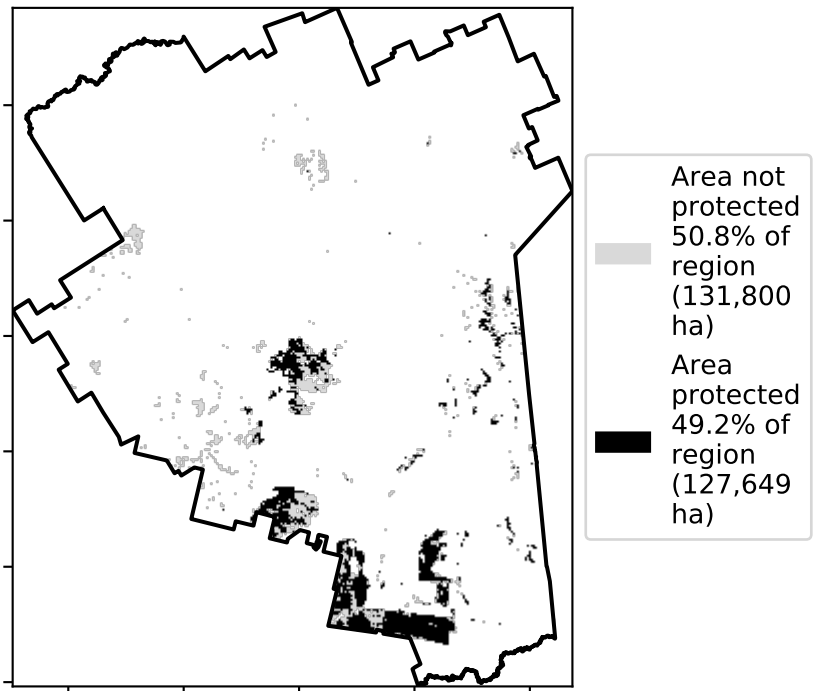 Area not
protected
50.8% of
region
(131,800
ha)
Area
protected
49.2% of
region
(127,649
ha)